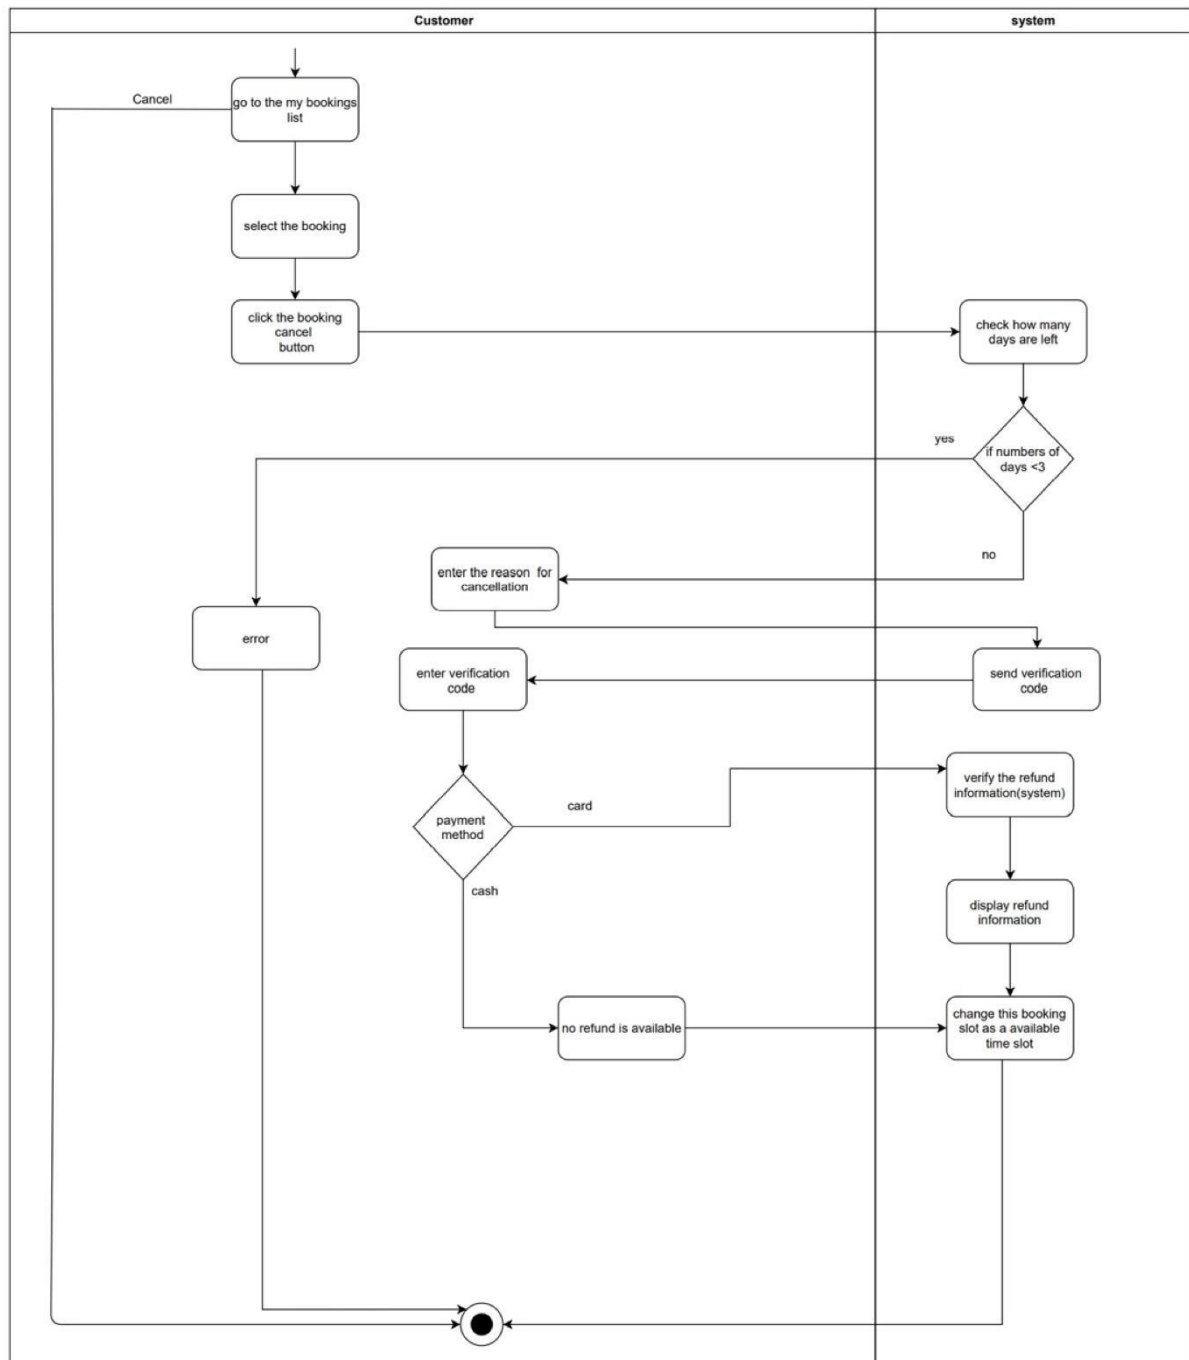 Customer
system
Cancel
go to the my bookings
list
select the booking
click the booking
cancel
button
check how many
days are left
yes
if numbers of
days <3
no
enter the reason for
cancellation
error
enter verification
code
send verification
code
verify the refund
information(system)
card
payment
method
cash
display refund
information
no refund is available
change this booking
slot as a available
time slot